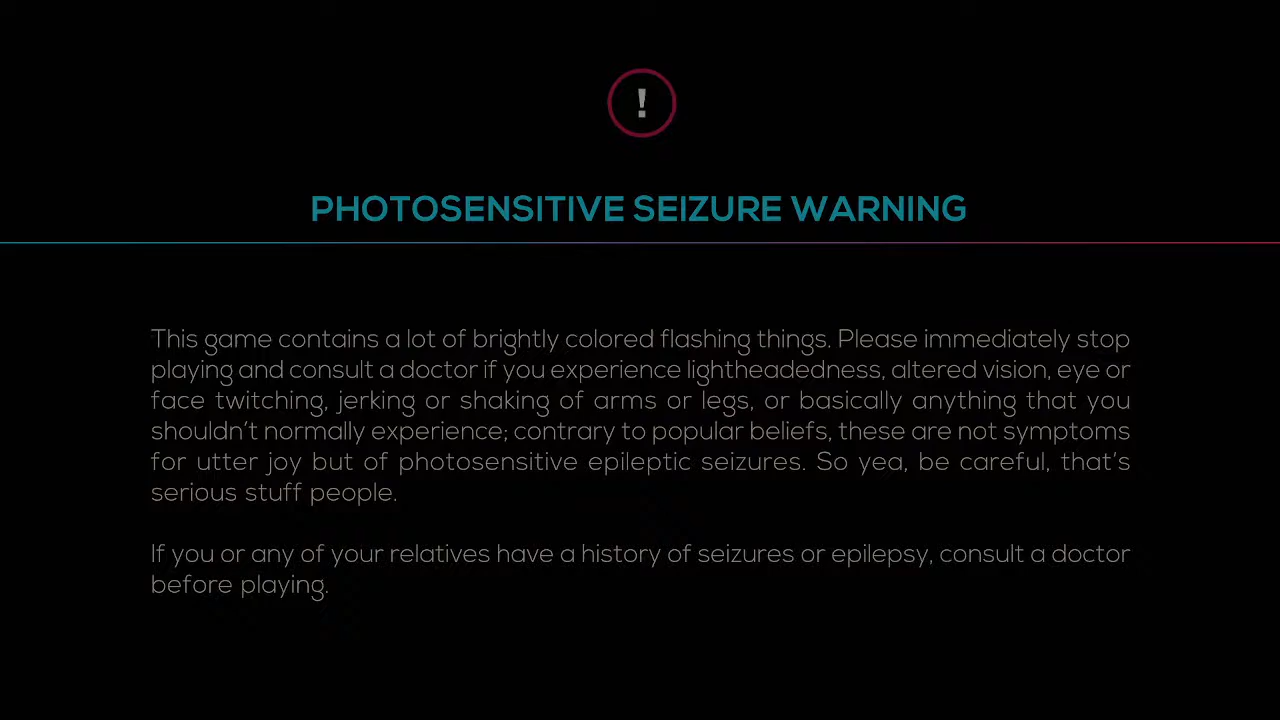 !
PHOTOSENSITIVE SEIZURE WARNING
This game contains a lot of brightly colored flashing things. Please immediately stop
playing and consult a doctor if you experience lightheadedness, altered vision, eye or
face twitching, jerking or shaking of arms or legs, or basically anything that you
shouldn't normally experience; contrary to popular beliefs, these are not symptoms
for utter joy but of photosensitive epileptic seizures. So yea, be careful, that's
serious stuff people.
If you or any of your relatives have a history of seizures or epilepsy, consult a doctor
before playing.